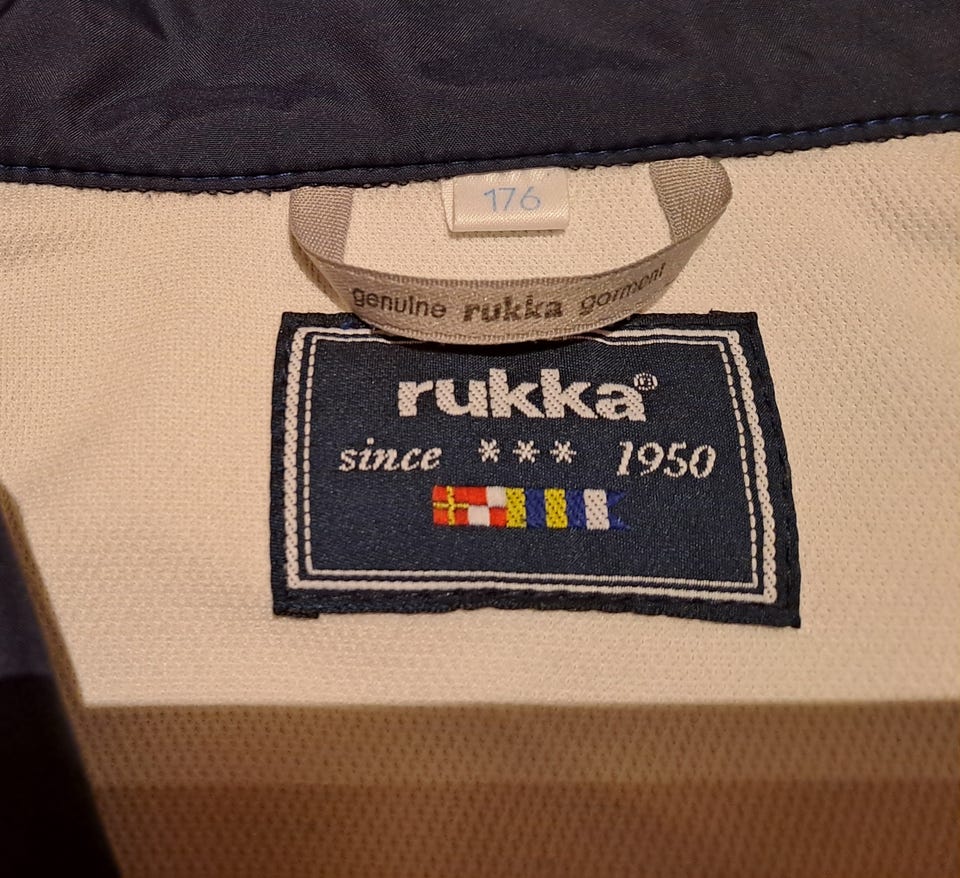 176
genuine rukka garment
rukka®
since *** 1950